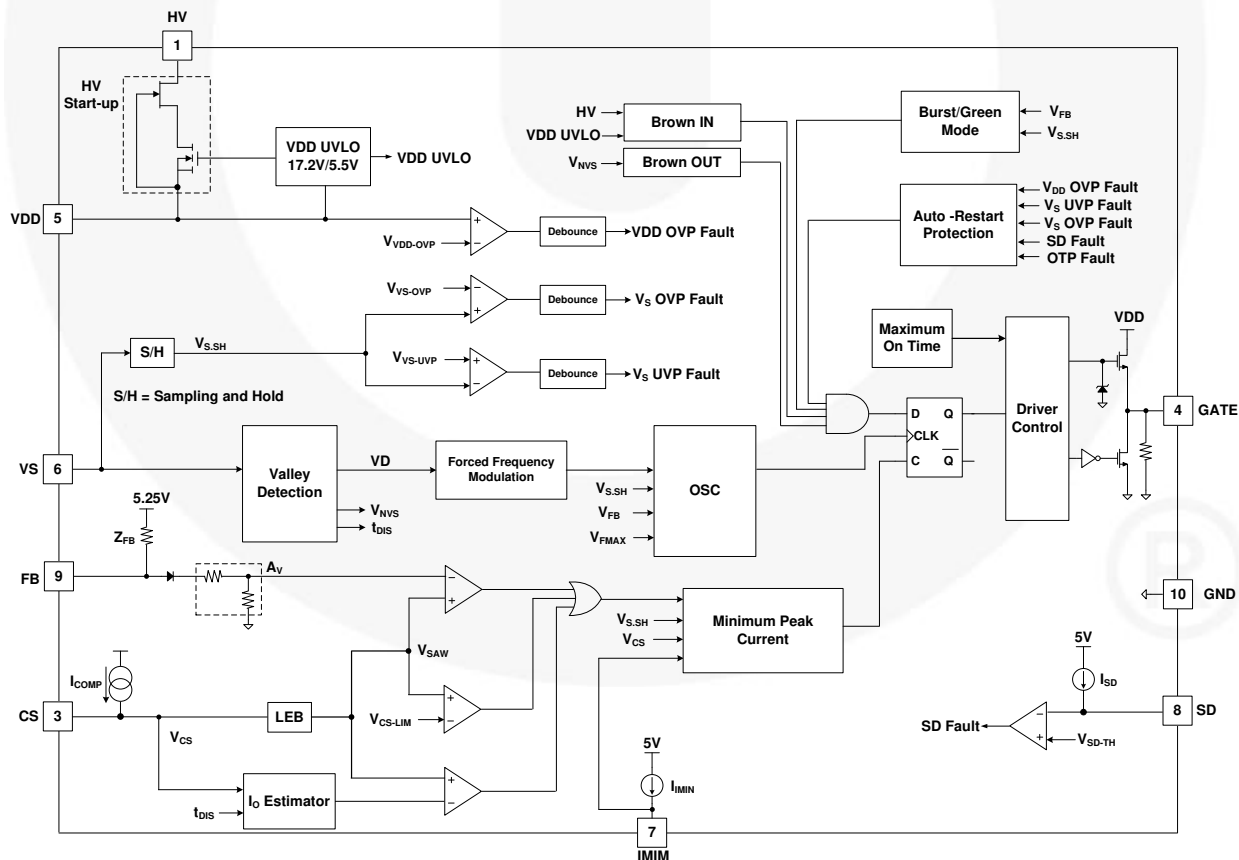 HV
1
HV
Start-up
VDD UVLO
17.2V/5.5V
VDD UVLO
HV
VDD UVLO
Brown IN
VNVS
Brown OUT
Burst/Green
Mode
VFB
VS.SH
VDD
5
VVDD-OVP
+
−
Debounce
VDD OVP Fault
Auto -Restart
Protection
VDD OVP Fault
VS UVP Fault
VS OVP Fault
SD Fault
OTP Fault
VVS-OVP
−
+
Debounce
VS OVP Fault
S/H
VS.SH
VVS-UVP
+
−
Debounce
VS UVP Fault
S/H = Sampling and Hold
Maximum
On Time
VDD
Driver
Control
4
GATE
D
Q
CLK
C
Q
VS
6
Valley
Detection
VD
VNVS
tDIS
Forced Frequency
Modulation
VS.SH
VFB
VFMAX
OSC
5.25V
ZFB
FB
9
AV
−
+
10
GND
R
VS.SH
VCS
Minimum Peak
Current
VSAW
ICOMP
CS
3
VCS
LEB
VCS-LIM
+
−
5V
ISD
8
SD
SD Fault
−
+
VSD-TH
tDIS
IO Estimator
+
−
5V
IIMIN
7
IMIM